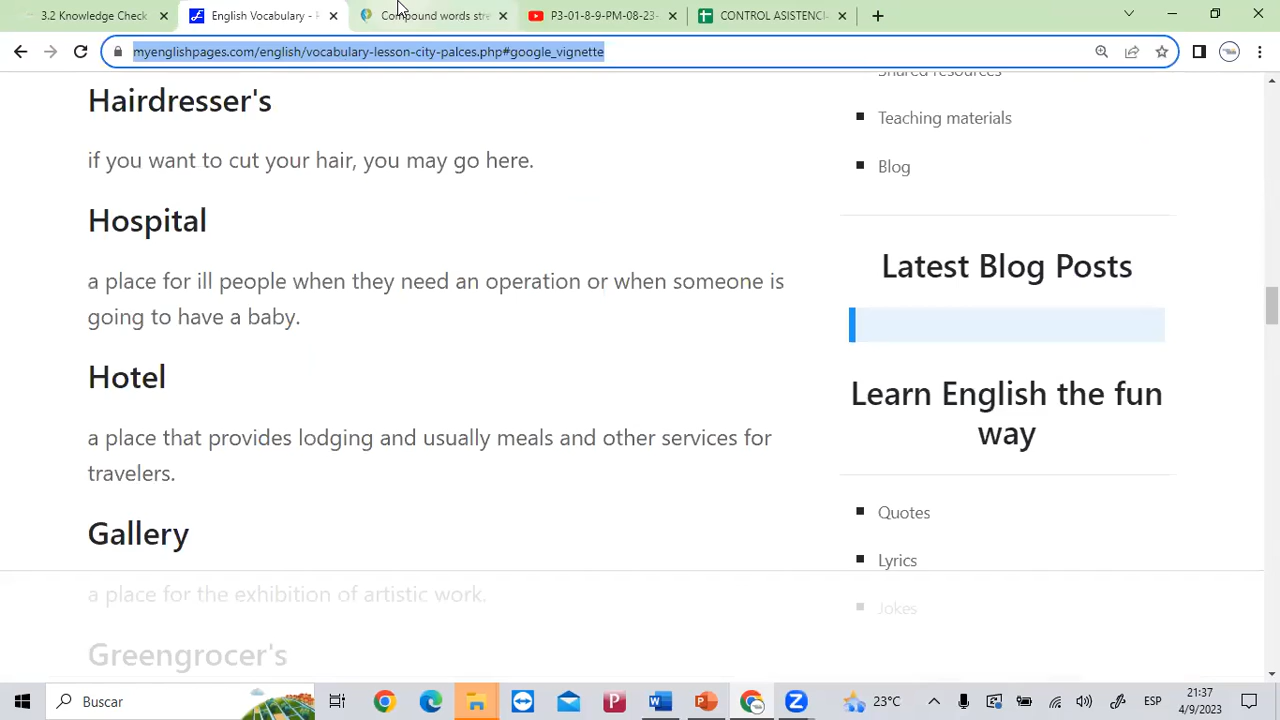 3.2 Knowledge Check
English Vocabulary -
Compound words stre
P3-01-8-9-PM-08-23-
CONTROL ASISTENCI
myenglishpages.com/english/vocabulary-lesson-city-palces.php#google_vignette
Hairdresser's
if you want to cut your hair, you may go here.
Hospital
a place for ill people when they need an operation or when someone is
going to have a baby.
Hotel
a place that provides lodging and usually meals and other services for
travelers.
Gallery
a place for the exhibition of artistic work.
Greengrocer's
Shared resources
Teaching materials
Blog
Latest Blog Posts
Learn English the fun
way
Quotes
Lyrics
Jokes
Buscar
23°C
ESP
21:37
4/9/2023